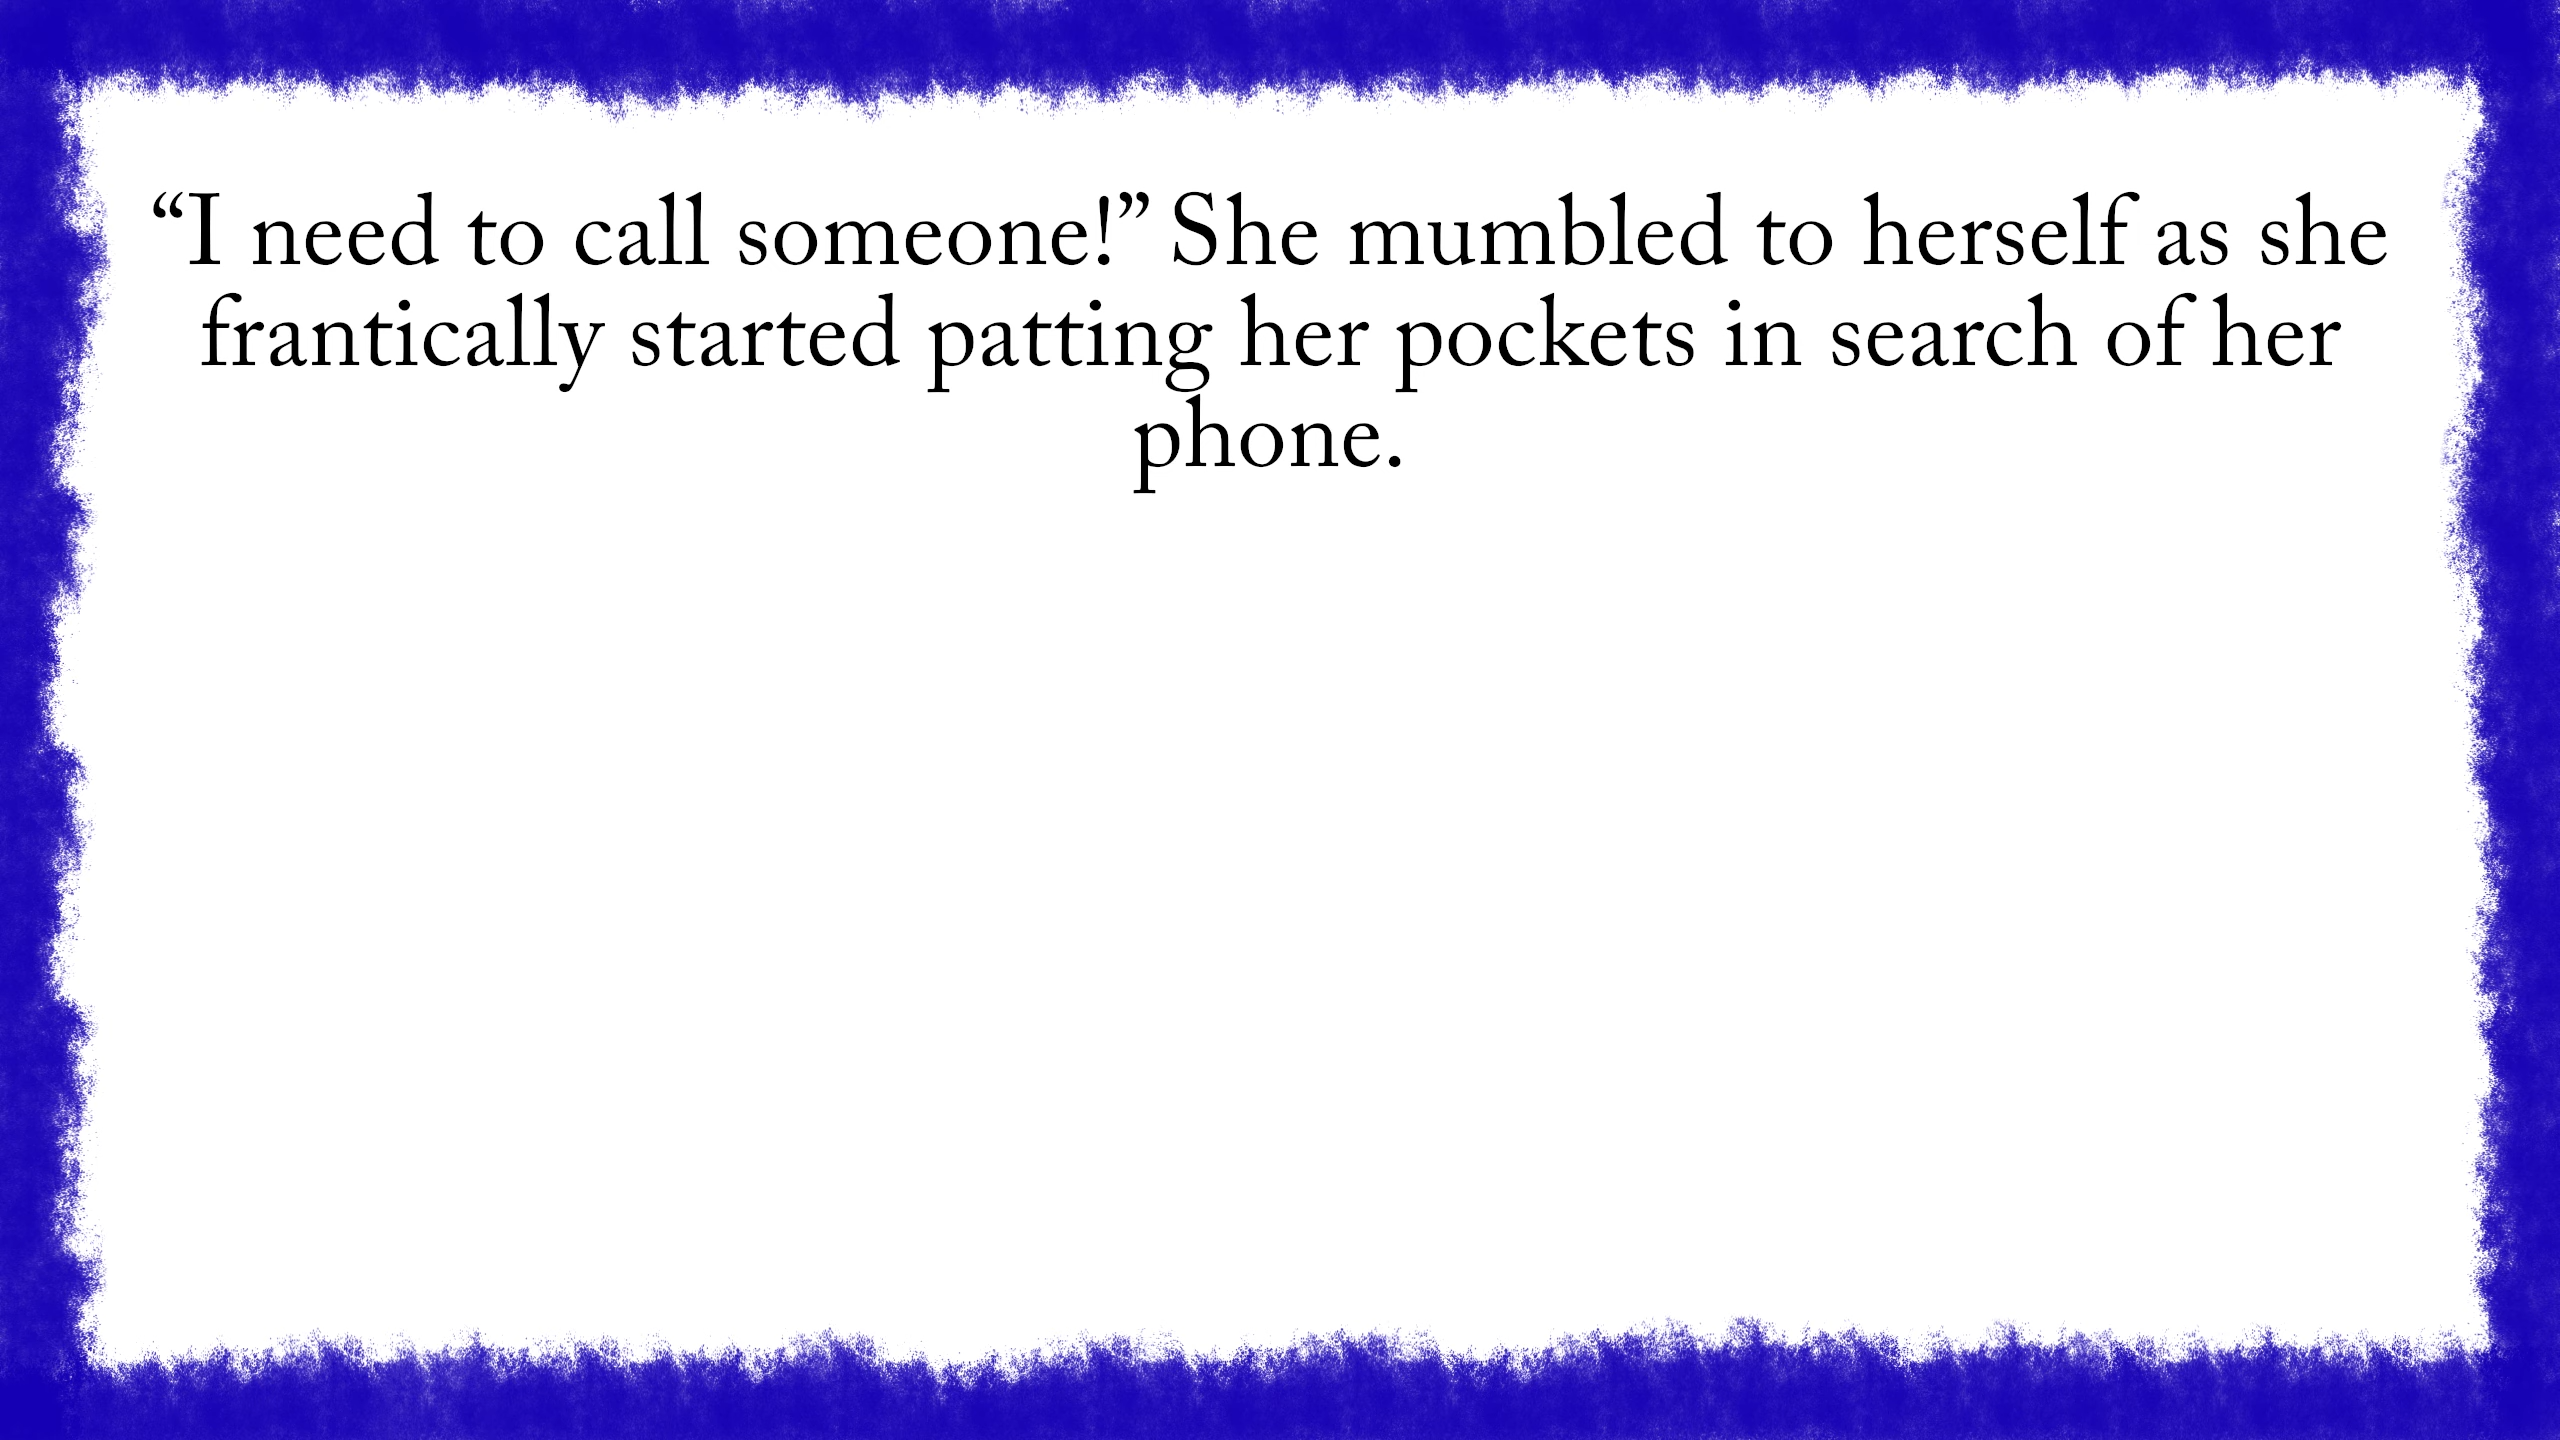 “I need to call someone!” She mumbled to herself as she
frantically started patting her pockets in search of her
phone.